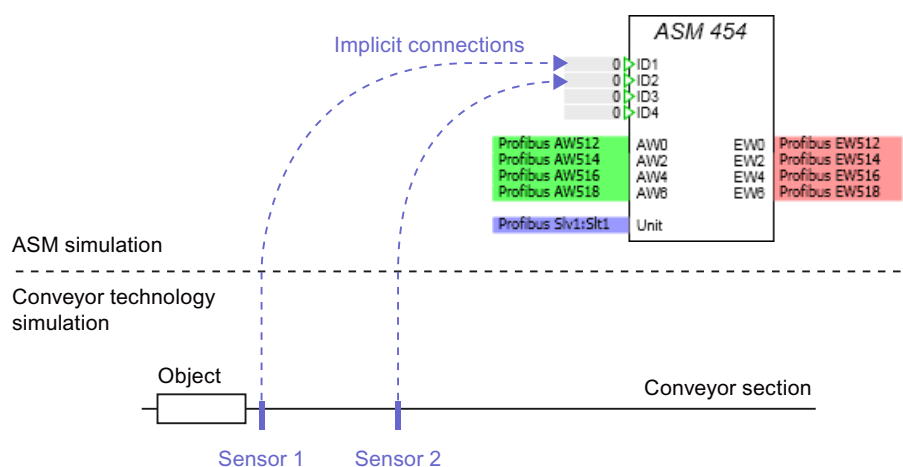 ASM 454
Implicit connections
0 ID1
0 ID2
0 ID3
0 ID4
Profibus AW512 AW0 EW0 Profibus EW512
Profibus AW514 AW2 EW2 Profibus EW514
Profibus AW516 AW4 EW4 Profibus EW516
Profibus AW518 AW6 EW6 Profibus EW518
Profibus Slv1:Slt1 Unit
ASM simulation
Conveyor technology
simulation
Object
Conveyor section
Sensor 1 Sensor 2